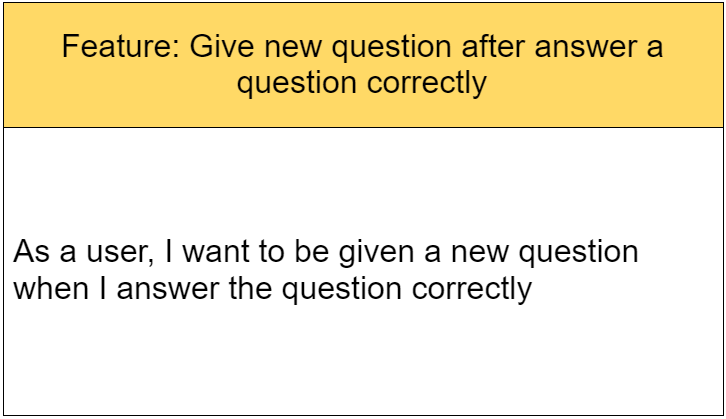 Feature: Give new question after answer a
question correctly
As a user, I want to be given a new question
when I answer the question correctly